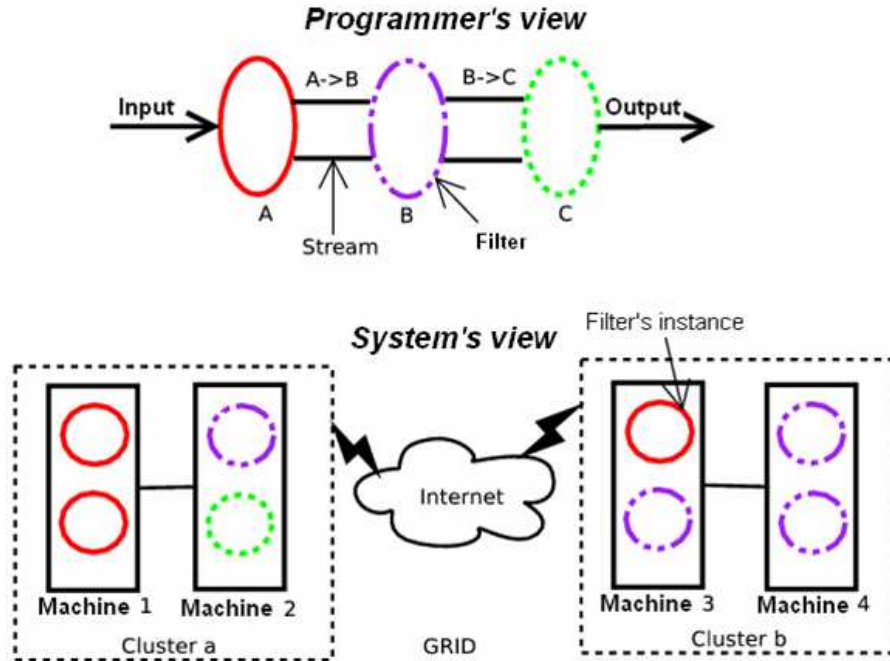 Programmer's view
A->B
B->C
Input
Output
A
B
C
Stream
Filter
System's view
Filter's instance
Internet
Machine 1
Machine 2
Machine 3
Machine 4
Cluster a
GRID
Cluster b